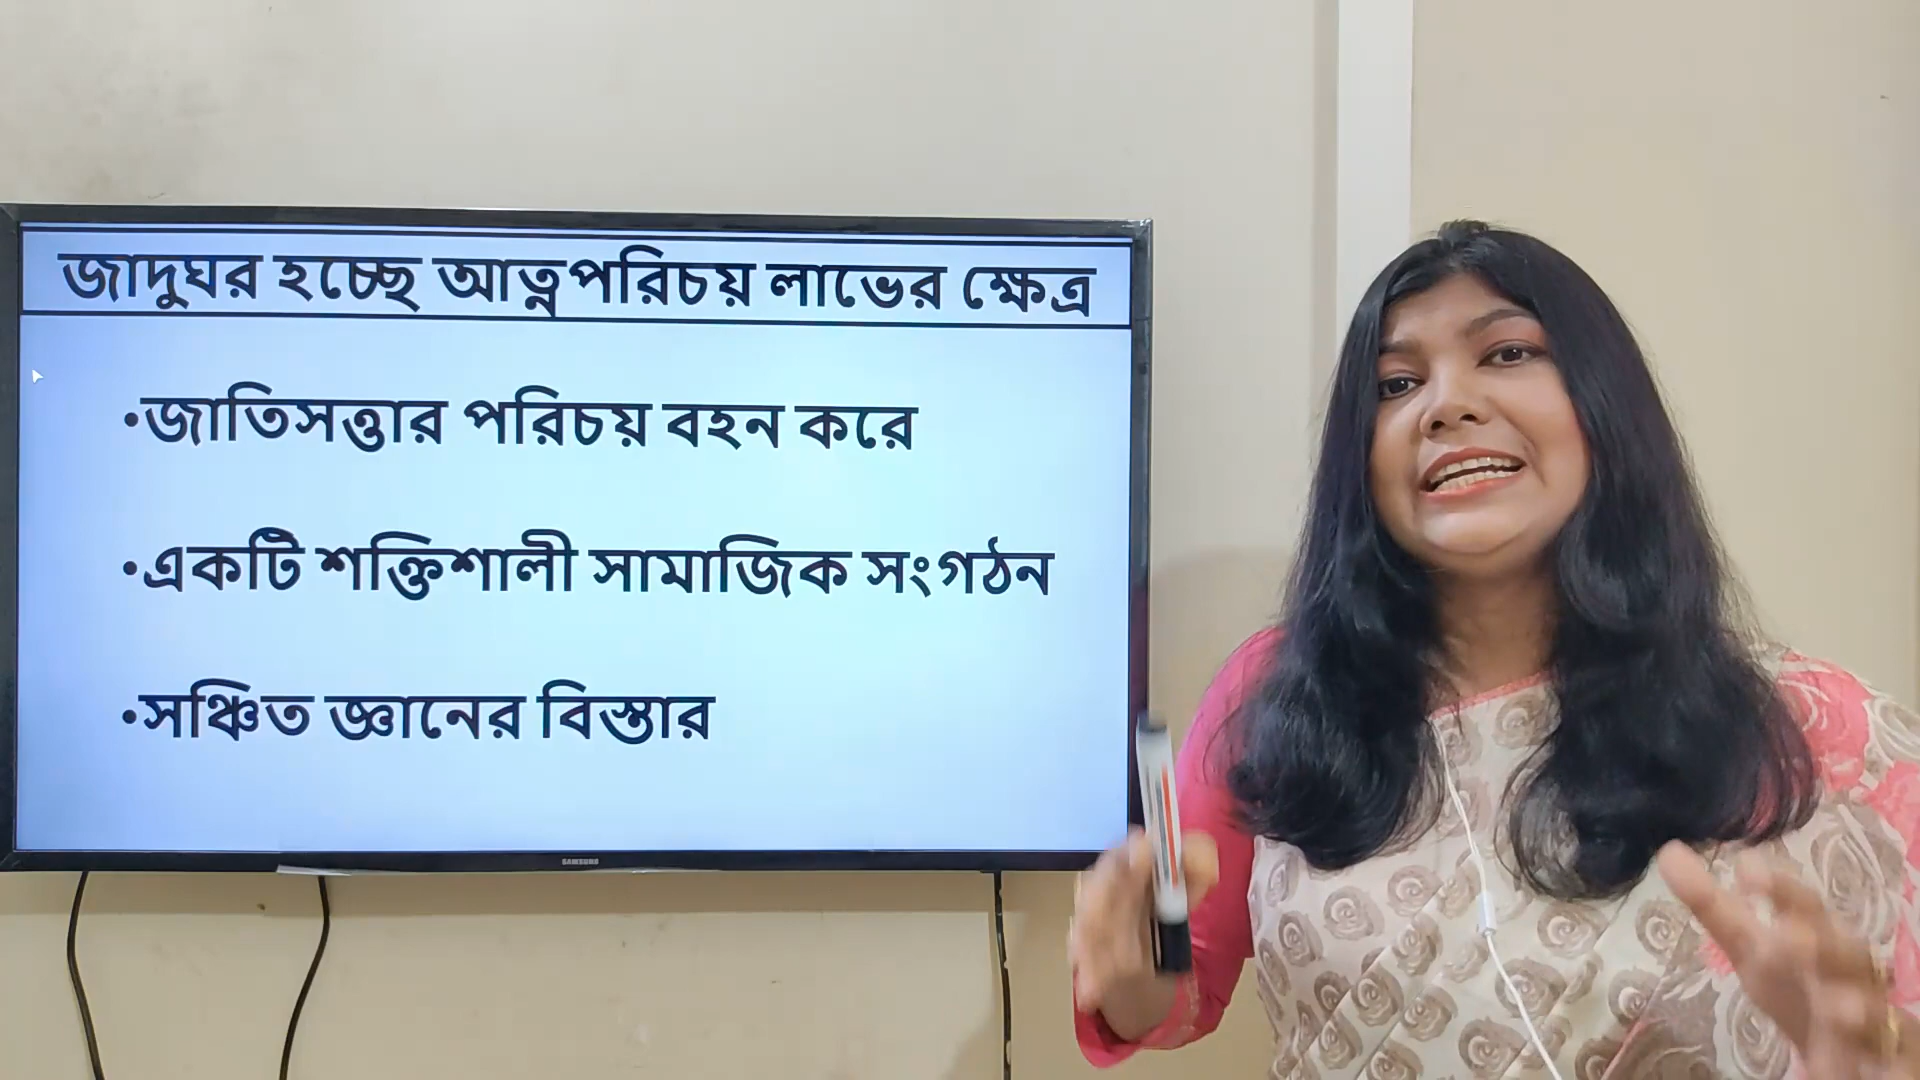 জাদুঘর হচ্ছে আত্নপরিচয় লাভের ক্ষেত্র
•জাতিসত্তার পরিচয় বহন করে
•একটি শক্তিশালী সামাজিক সংগঠন
•সঞ্চিত জ্ঞানের বিস্তার
SAMSUNG